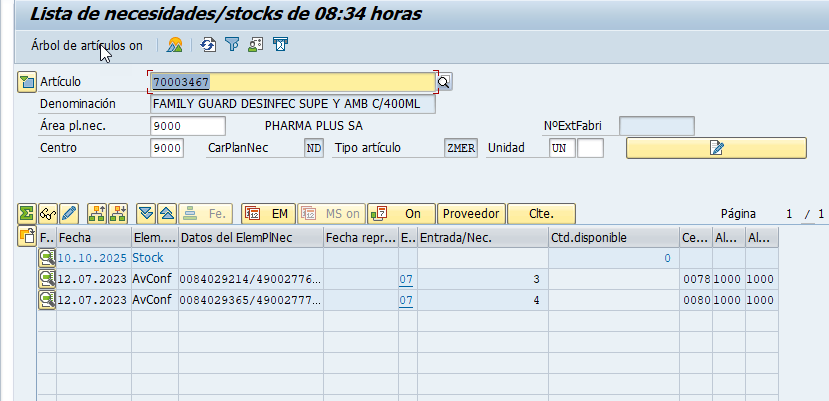 Lista de necesidades/stocks de 08:34 horas
Árbol de artículos on
Artículo 70003467
Denominación FAMILY GUARD DESINFEC SUPE Y AMB C/400ML
Área pl.nec. 9000 PHARMA PLUS SA NºExtFabri
Centro 9000 CarPlanNec ND Tipo artículo ZMER Unidad UN
Fe. EM MS on On Proveedor Clte. Página 1 / 1
F.. Fecha Elem.... Datos del ElemPlNec Fecha repr... E.. Entrada/Nec. Ctd.disponible Ce... Al... Al...
10.10.2025 Stock 0
12.07.2023 AvConf 0084029214/49002776... 07 3 0078 1000 1000
12.07.2023 AvConf 0084029365/49002777... 07 4 0080 1000 1000